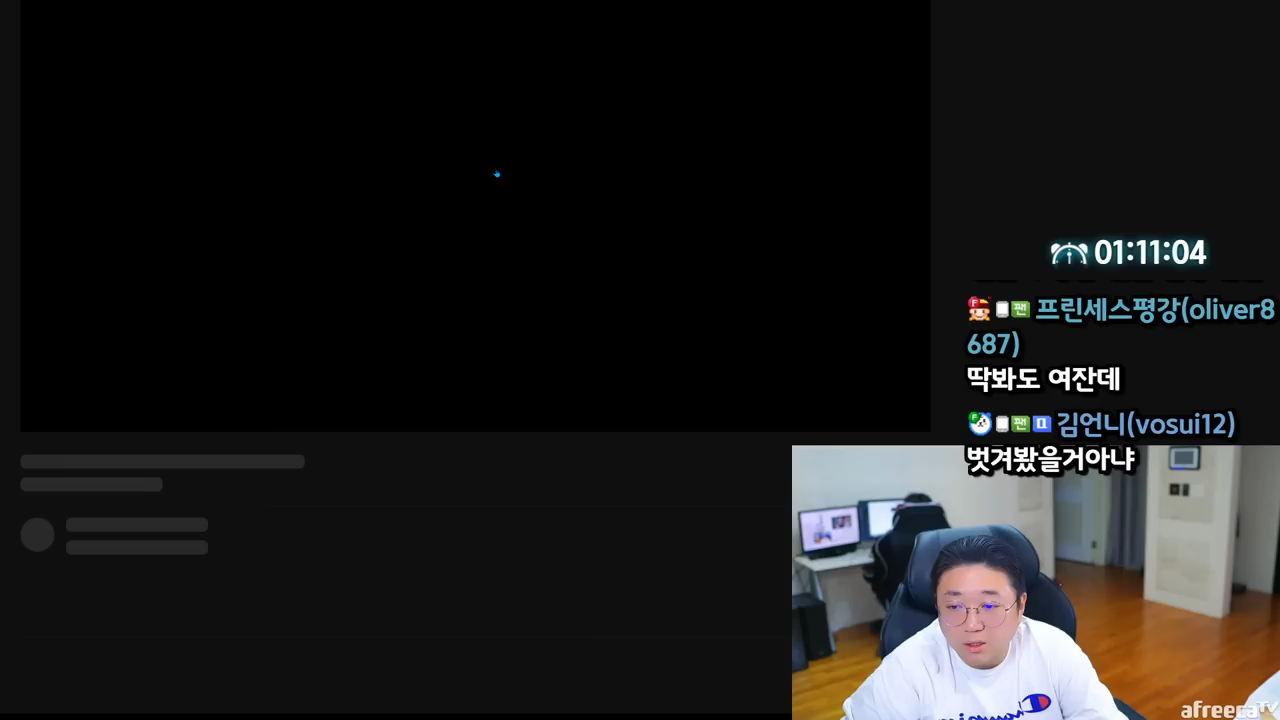 01:11:04
프린세스평강(oliver8
687)
딱봐도 여잔데
김언니(vosui12)
벗겨봤을거아냐
afreecaTV